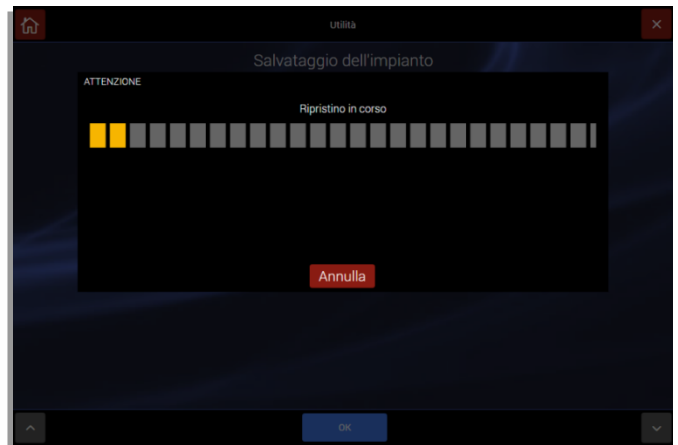 Utilità
Salvataggio dell'impianto
ATTENZIONE
Ripristino in corso
Annulla
OK